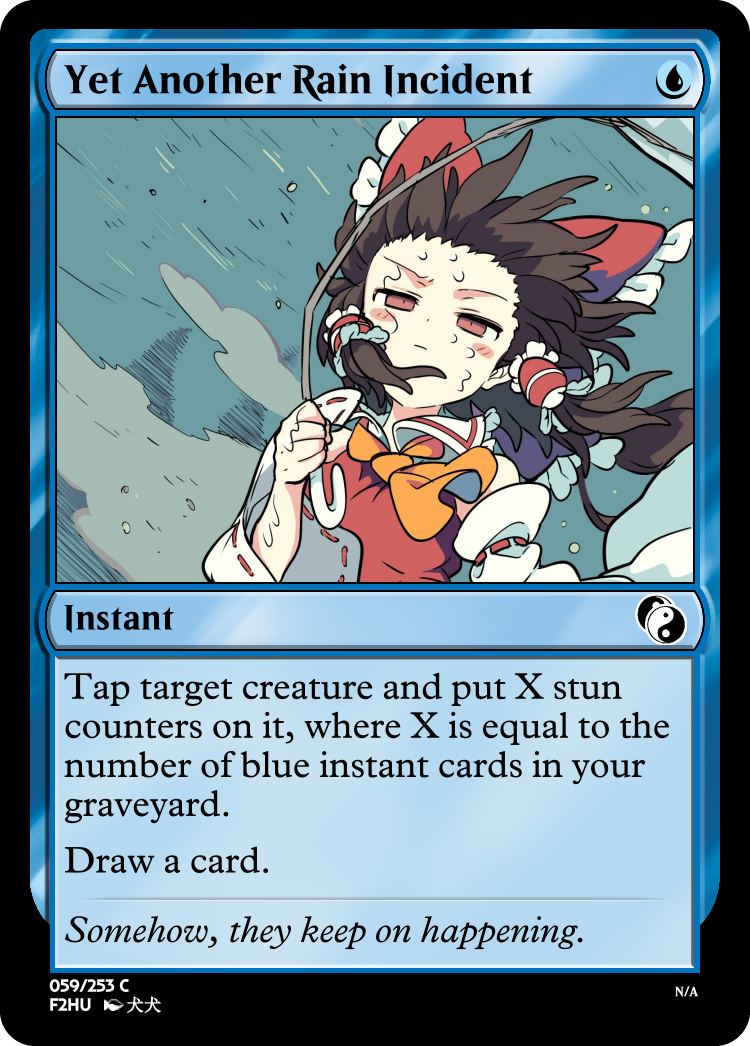 Yet Another Rain Incident
Instant
Tap target creature and put X stun
counters on it, where X is equal to the
number of blue instant cards in your
graveyard.
Draw a card.
Somehow, they keep on happening.
059/253 C
F2HU 犬犬
N/A